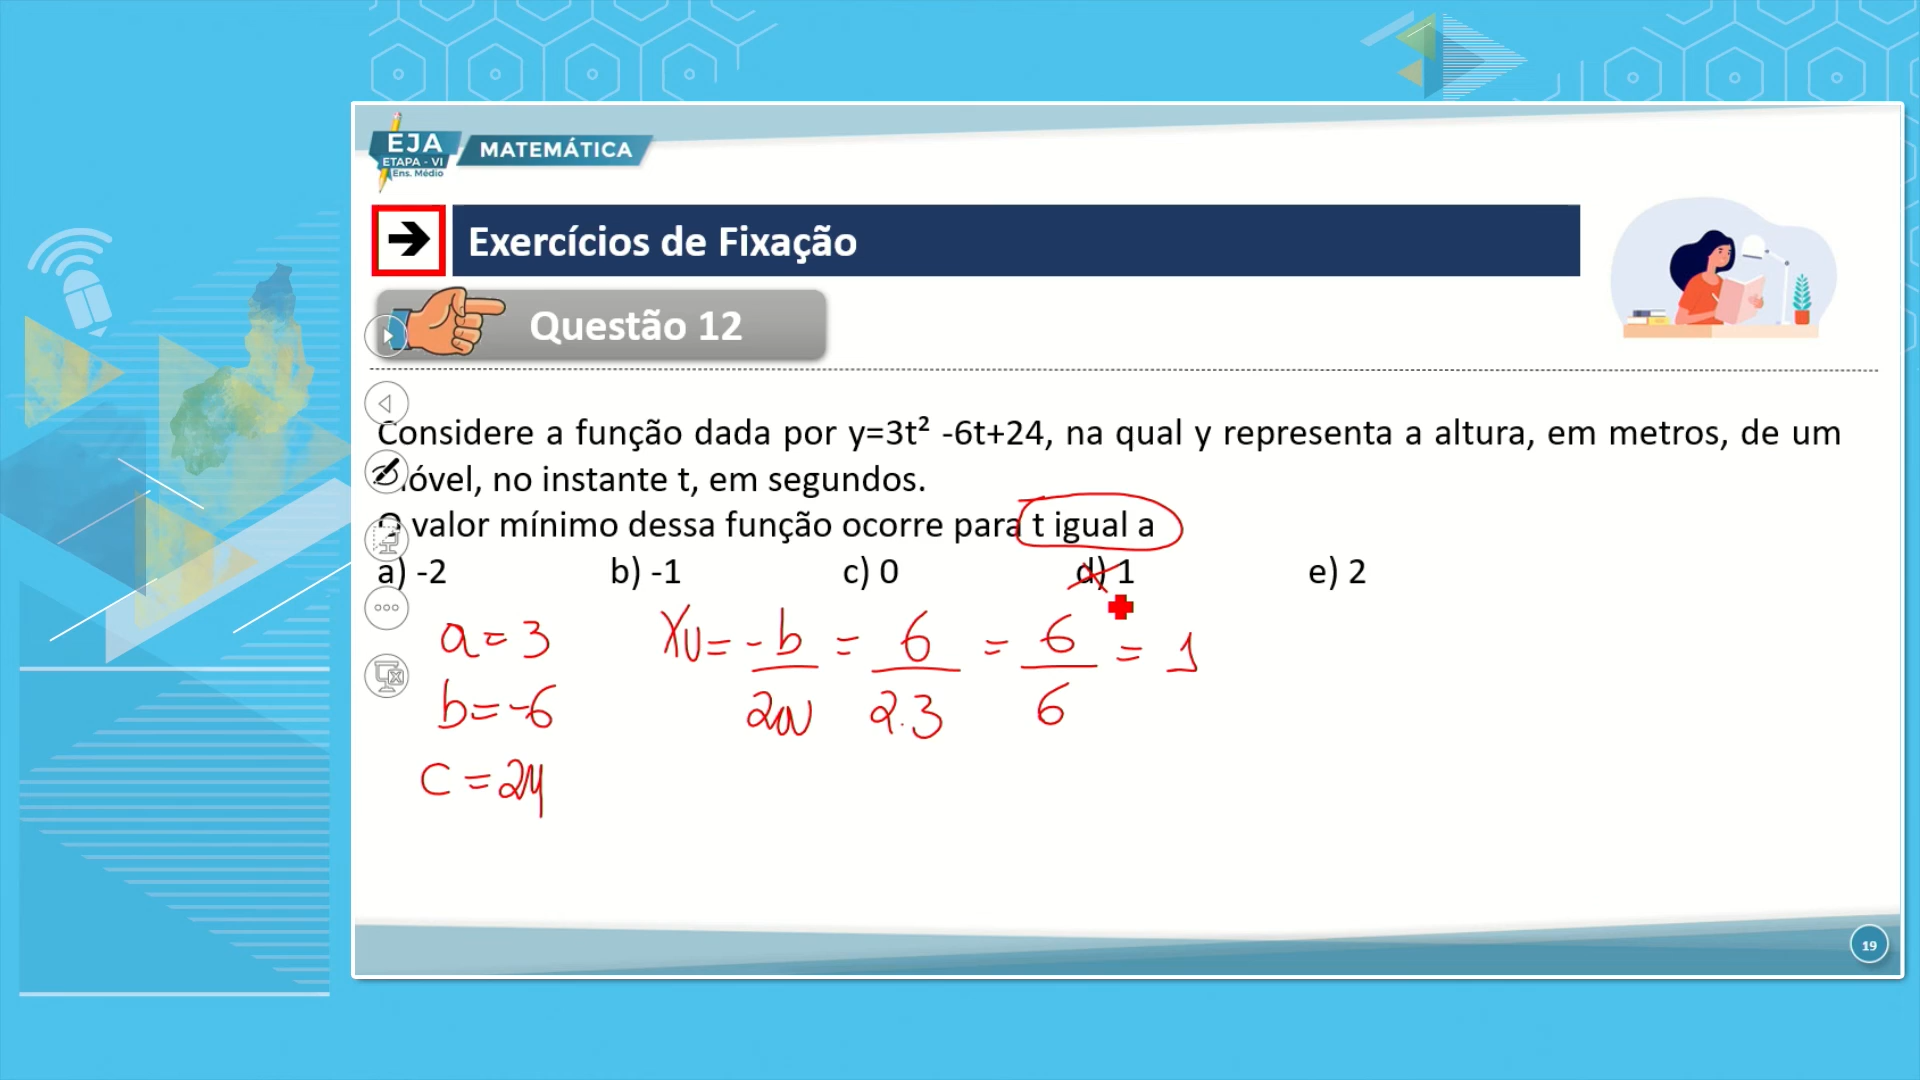 EJA
ETAPA - VI
Ens. Médio
MATEMÁTICA
Exercícios de Fixação
Questão 12
Considere a função dada por y=3t² -6t+24, na qual y representa a altura, em metros, de um
óvel, no instante t, em segundos.
O valor mínimo dessa função ocorre para t igual a
a) -2 b) -1 c) 0 d) 1 e) 2
a = 3
b = -6
c = 24
Xv = -b/2a = 6/2.3 = 6/6 = 1
19